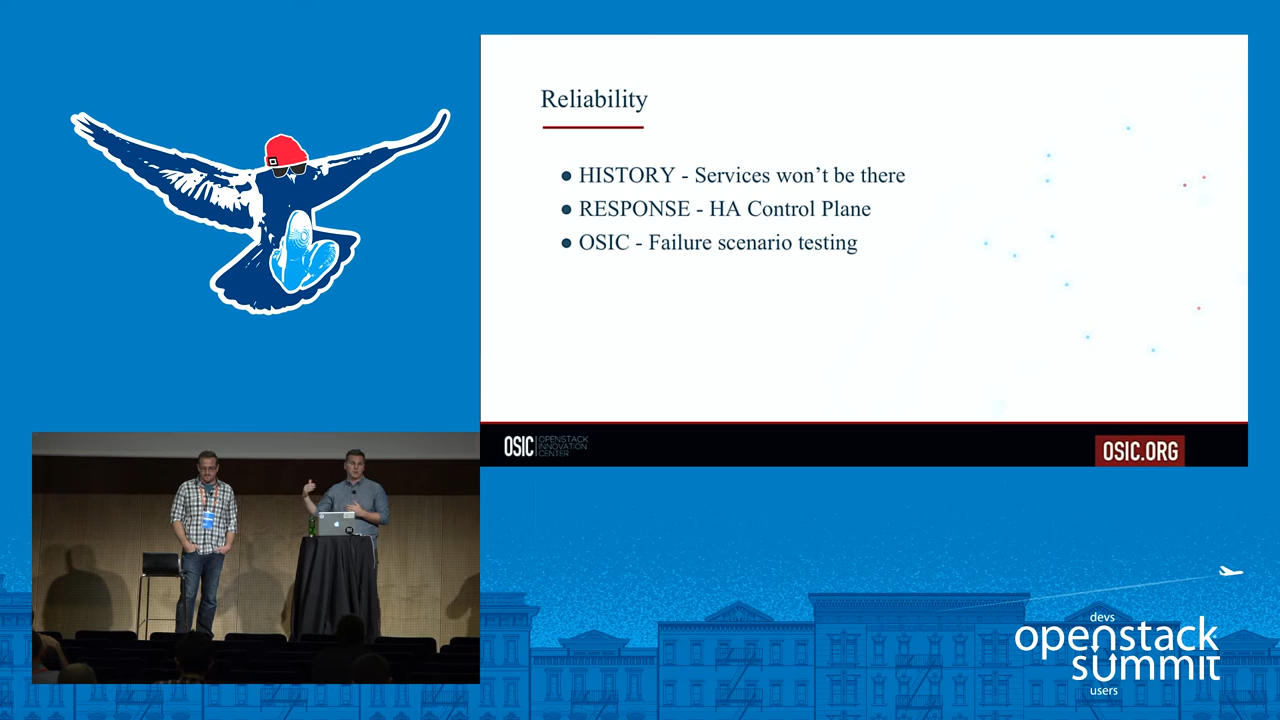 Reliability
● HISTORY - Services won't be there
● RESPONSE - HA Control Plane
● OSIC - Failure scenario testing
OSIC | OPENSTACK INNOVATION CENTER
OSIC.ORG
devs
openstack
summit
users